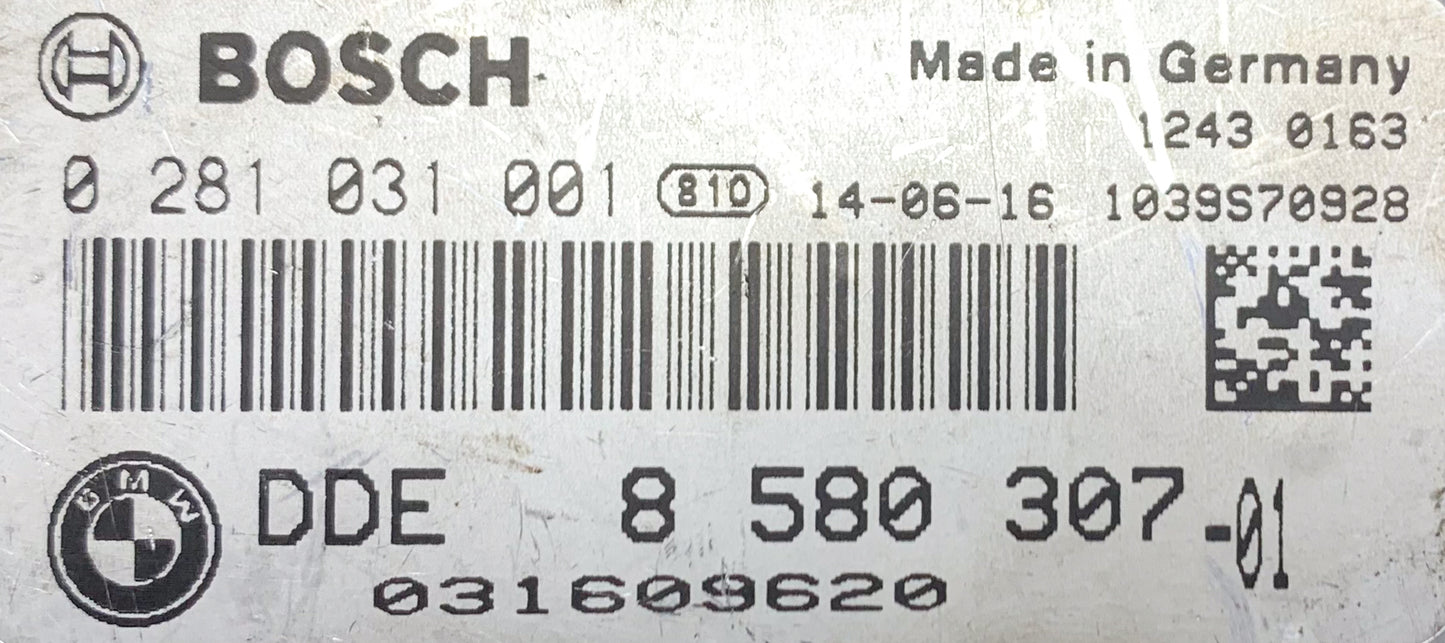 BOSCH
Made in Germany
1243 0163
0 281 031 001 810 14-06-16 1039S70928
BMW
DDE 8 580 307-01
031609620